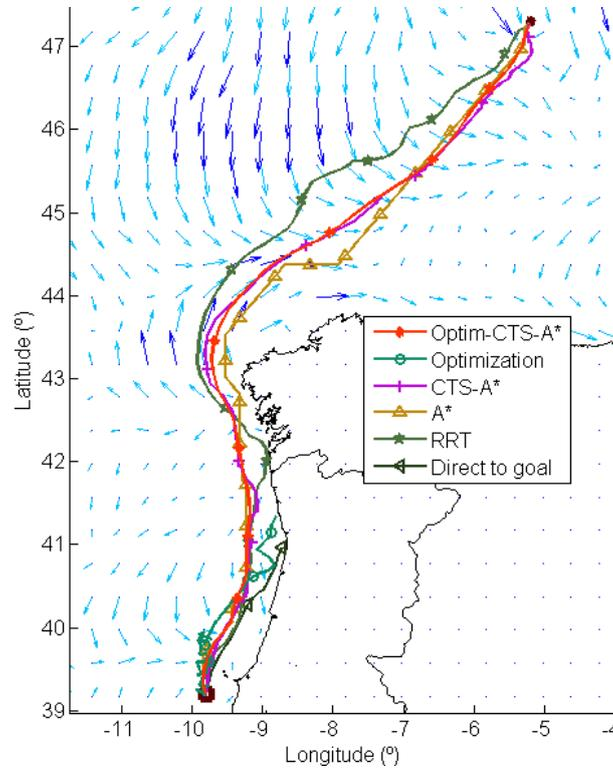 47
46
45
44
43
42
41
40
39
Latitude (º)
Optim-CTS-A*
Optimization
CTS-A*
A*
RRT
Direct to goal
-11 -10 -9 -8 -7 -6 -5 -4
Longitude (º)